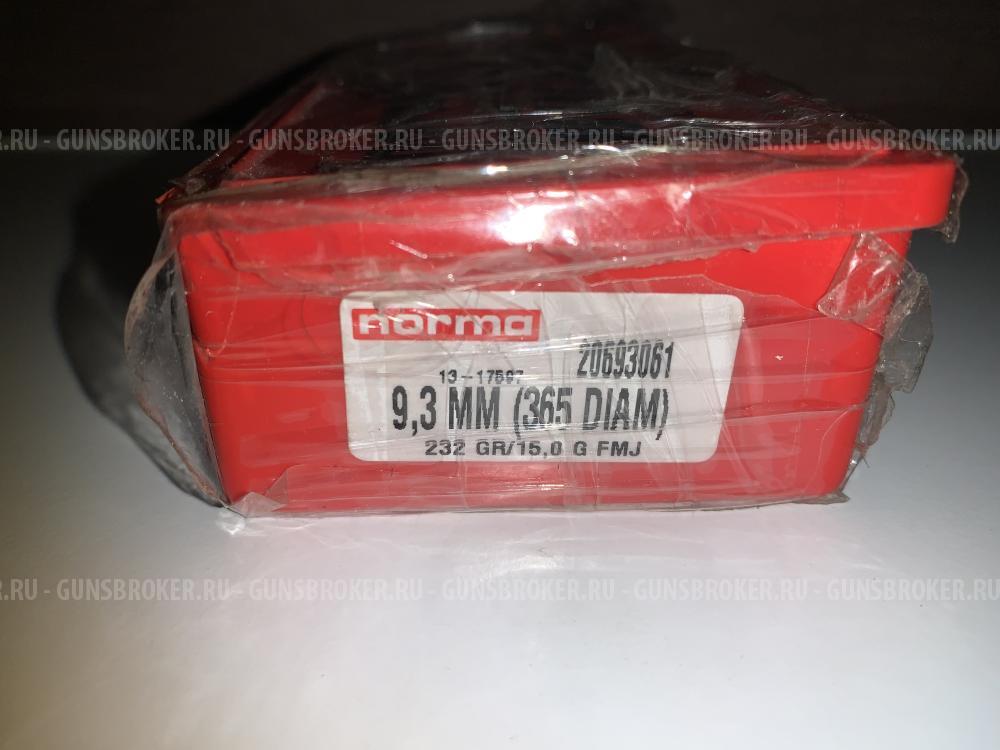 .RU - GUNSBROKER.RU - GUNSBROKER.RU - GUNSBROKER.RU - GUNSBROKER.RU - GUNSBROKER.RU -
norma
20693061
9,3 MM (365 DIAM)
232 GR/15,0 G FMJ
.RU - GUNSBROKER.RU - GUNSBROKER.RU - GUNSBROKER.RU - GUNSBROKER.RU - GUNSBROKER.RU -